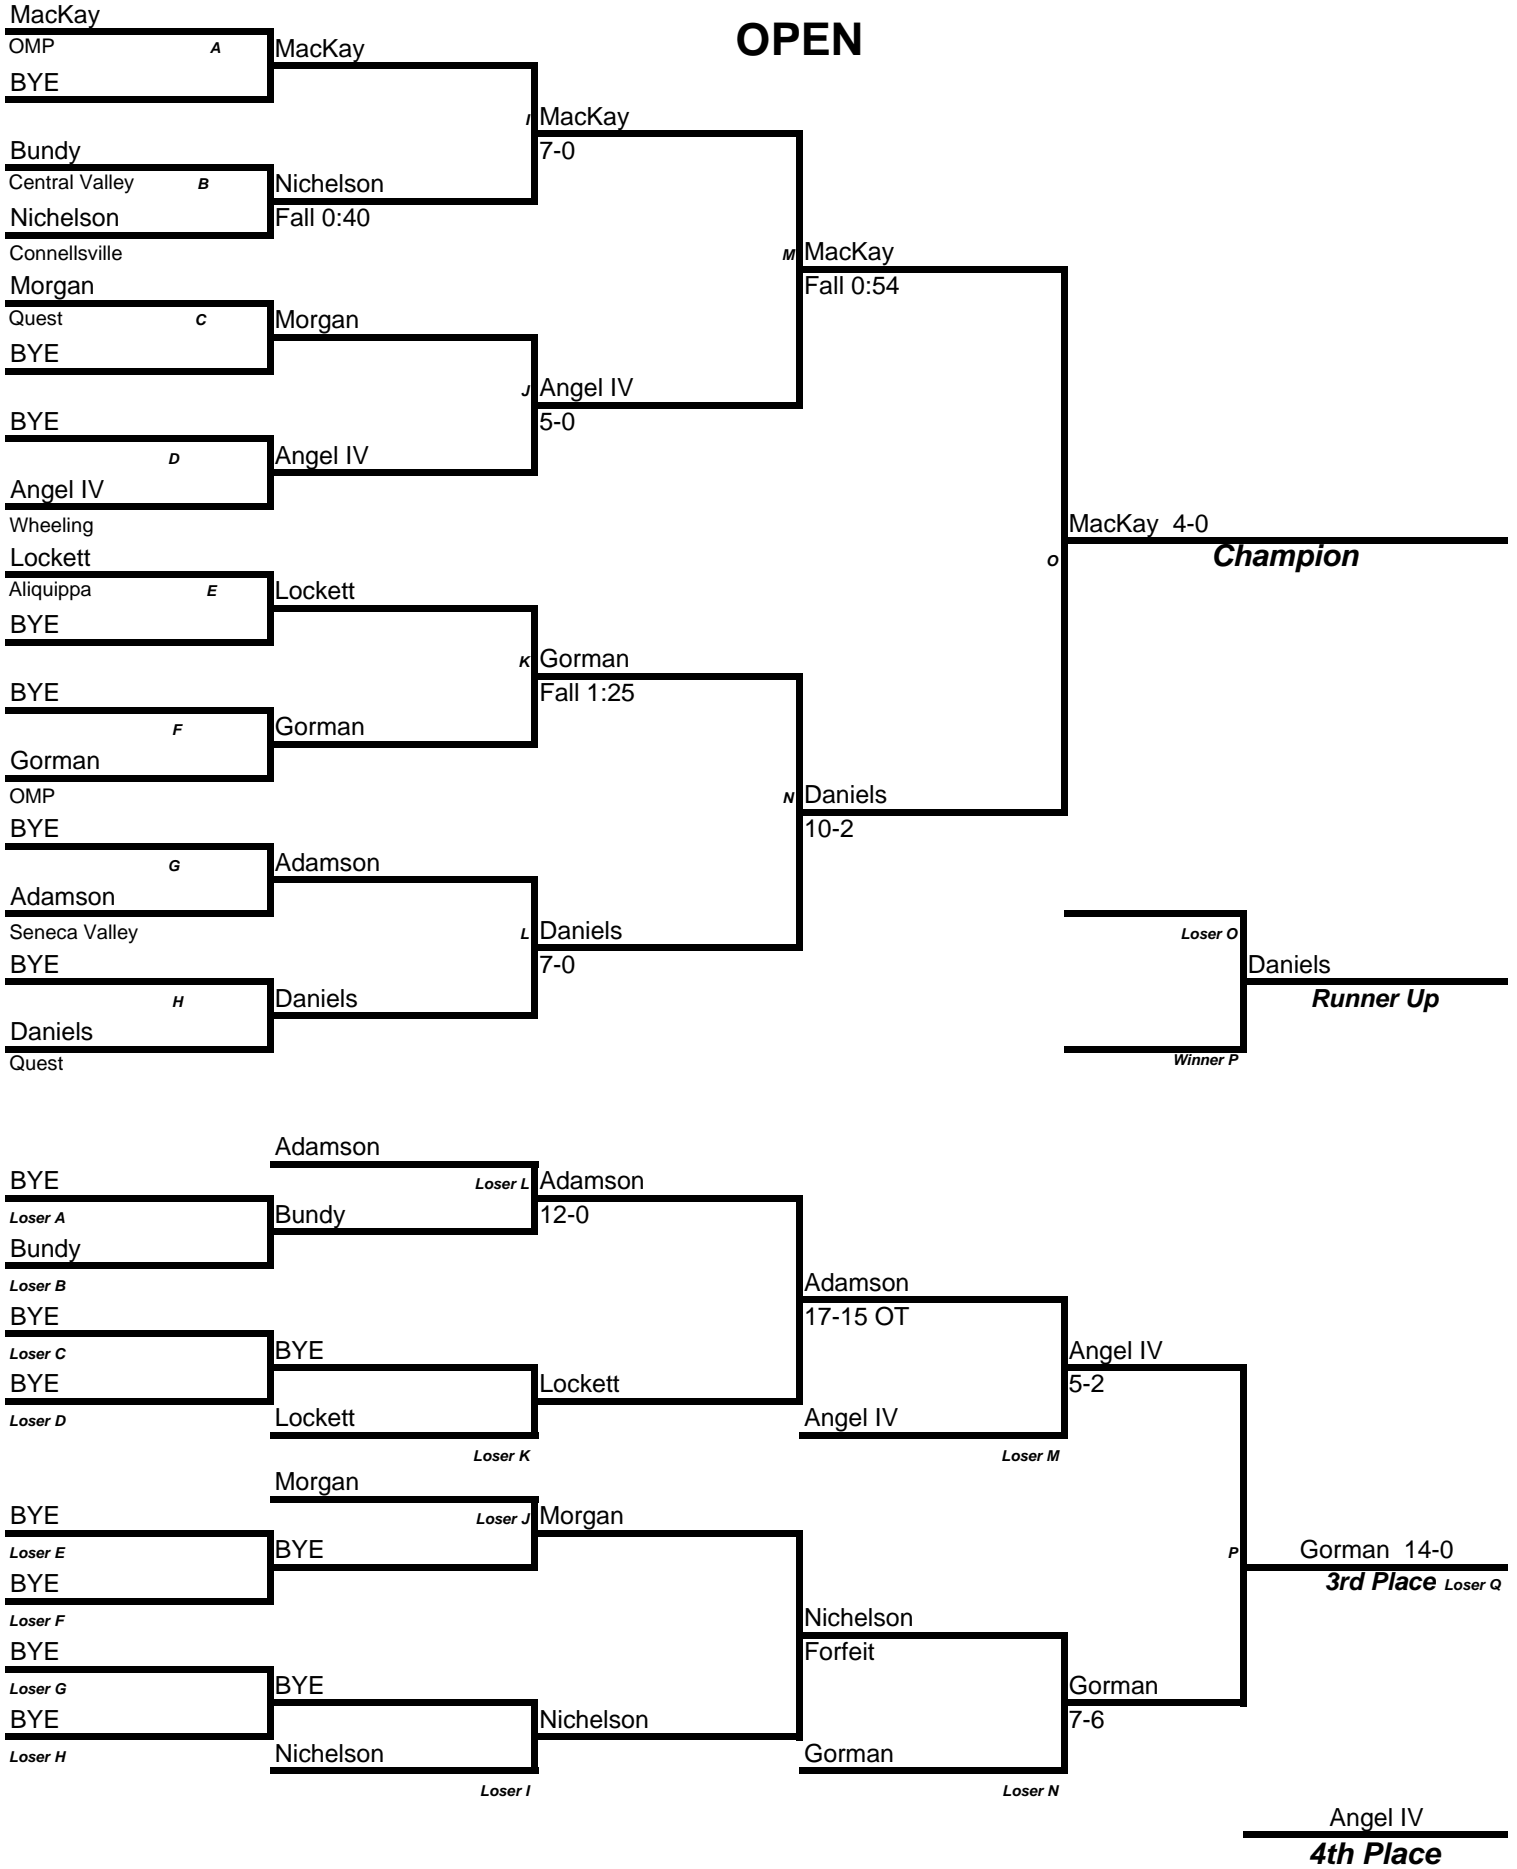 OPEN
MacKay
OMP A
BYE
MacKay
Bundy
Central Valley B
Nichelson
Connellsville
Nichelson
Fall 0:40
I MacKay
7-0
Morgan
Quest C
BYE
Morgan
BYE
D
Angel IV
Wheeling
Angel IV
J Angel IV
5-0
M MacKay
Fall 0:54
Lockett
Aliquippa E
BYE
Lockett
BYE
F
Gorman
OMP
Gorman
K Gorman
Fall 1:25
BYE
G
Adamson
Seneca Valley
Adamson
BYE
H
Daniels
Quest
Daniels
L Daniels
7-0
N Daniels
10-2
O
MacKay 4-0
Champion
Loser O
Winner P
Daniels
Runner Up
Adamson
Loser L
BYE
Loser A
Bundy
Loser B
Bundy
Adamson
12-0
BYE
Loser C
BYE
Loser D
BYE
Lockett
Loser K
Lockett
Adamson
17-15 OT
Angel IV
Loser M
Angel IV
5-2
Morgan
Loser J
BYE
Loser E
BYE
Loser F
BYE
Morgan
BYE
Loser G
BYE
Loser H
BYE
Nichelson
Loser I
Nichelson
Nichelson
Forfeit
Gorman
Loser N
Gorman
7-6
P
Gorman 14-0
3rd Place Loser Q
Angel IV
4th Place